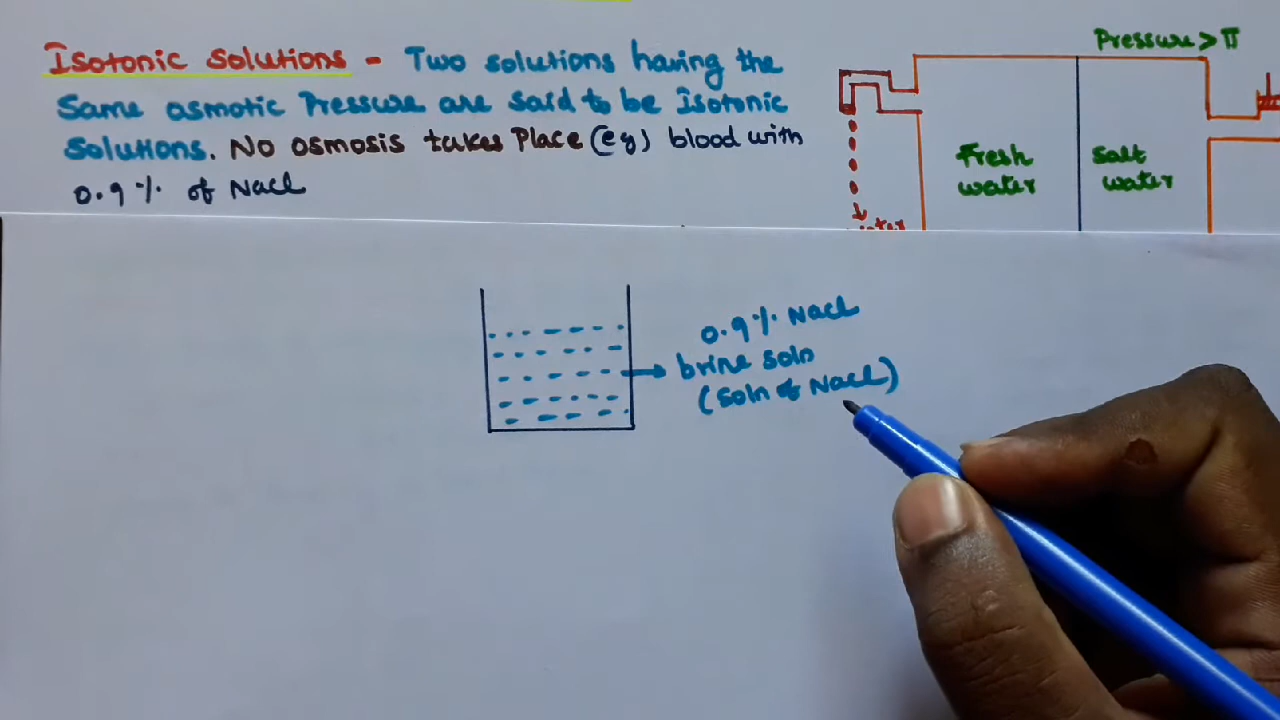 Isotonic Solutions - Two solutions having the
Same osmotic Pressure are said to be Isotonic
Solutions. No osmosis takes Place (eg) blood with
0.9% of NaCl
Pressure > π
Fresh
water
Salt
water
0.9% NaCl
brine soln
(soln of NaCl)